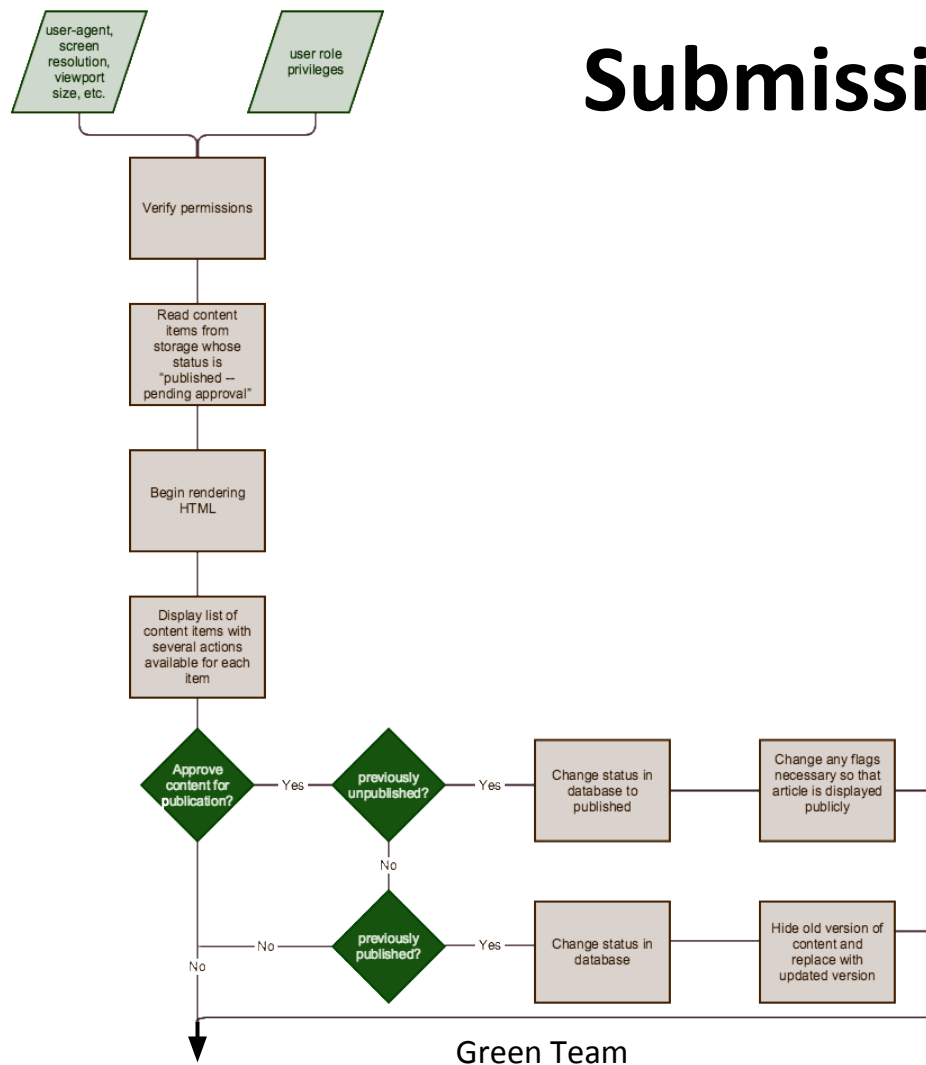 Submissi
user-agent,
screen
resolution,
viewport
size, etc.
user role
privileges
Verify permissions
Read content
items from
storage whose
status is
“published --
pending approval”
Begin rendering
HTML
Display list of
content items with
several actions
available for each
item
Approve
content for
publication?
Yes
previously
unpublished?
Yes
Change status in
database to
published
Change any flags
necessary so that
article is displayed
publicly
No
No
previously
published?
Yes
Change status in
database
Hide old version of
content and
replace with
updated version
No
Green Team